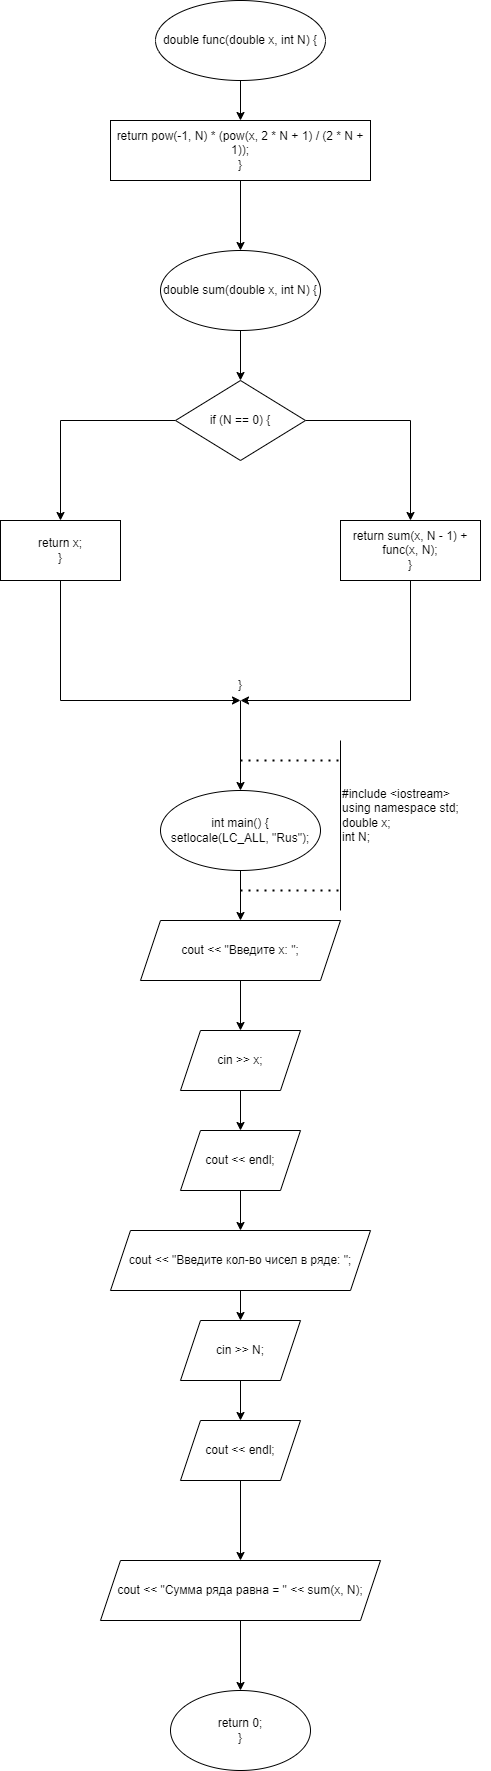 double func(double x, int N) {
return pow(-1, N) * (pow(x, 2 * N + 1) / (2 * N +
1));
}
double sum(double x, int N) {
if (N == 0) {
return x;
}
return sum(x, N - 1) +
func(x, N);
}
}
#include <iostream>
using namespace std;
double x;
int N;
int main() {
setlocale(LC_ALL, "Rus");
cout << "Введите x: ";
cin >> x;
cout << endl;
cout << "Введите кол-во чисел в ряде: ";
cin >> N;
cout << endl;
cout << "Сумма ряда равна = " << sum(x, N);
return 0;
}